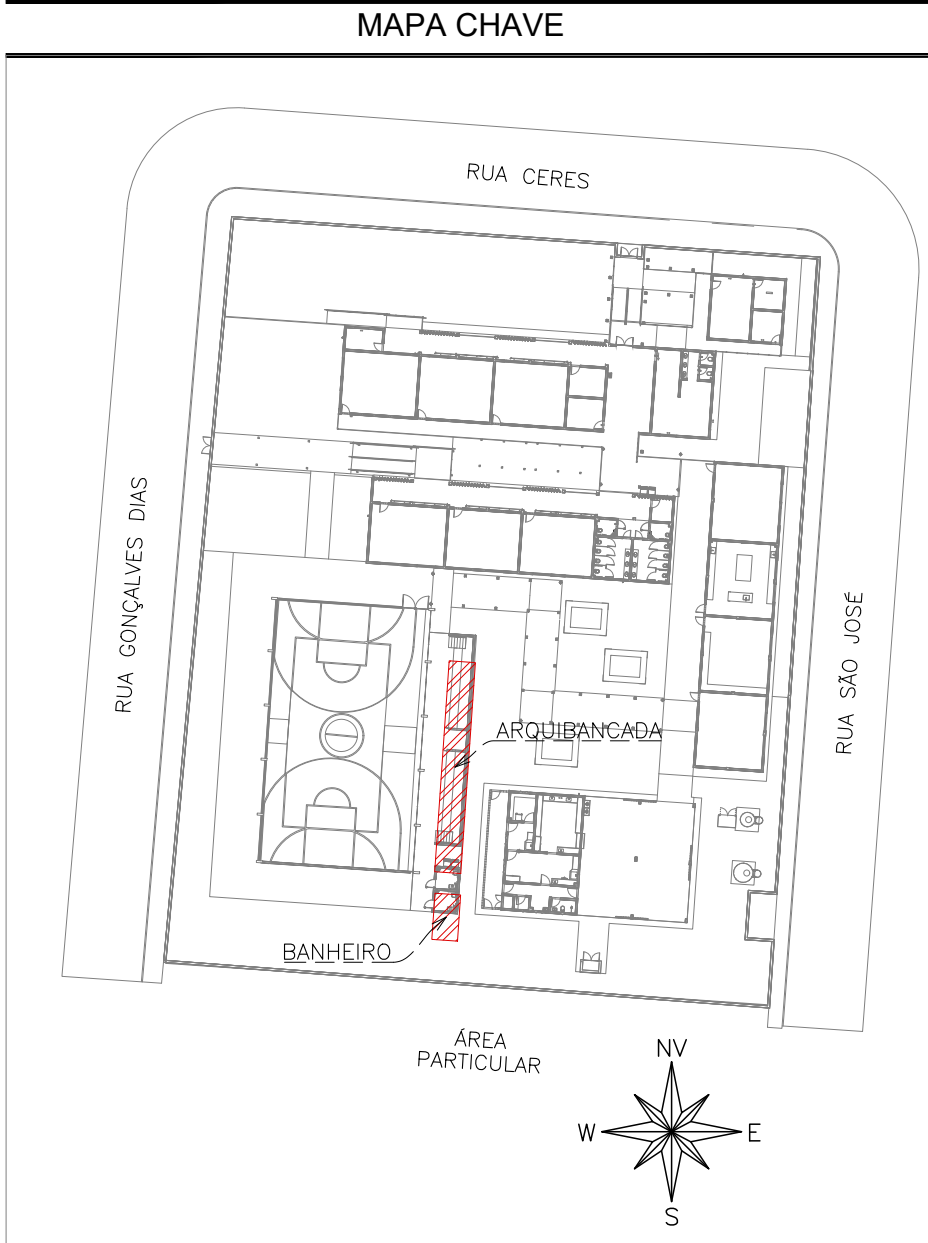 MAPA CHAVE
RUA CERES
RUA GONÇALVES DIAS
RUA SÃO JOSÉ
ARQUIBANCADA
BANHEIRO
ÁREA
PARTICULAR
NV
W
E
S